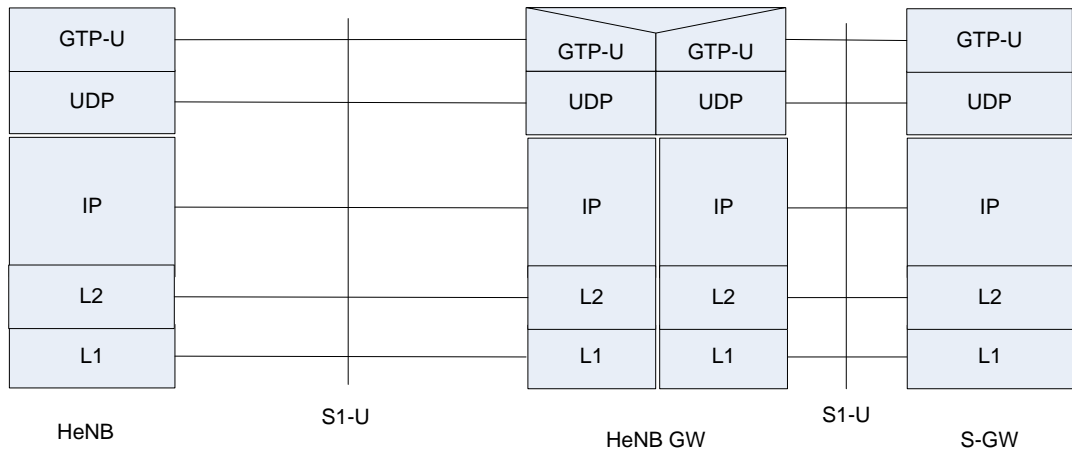 GTP-U GTP-U GTP-U GTP-U
UDP UDP UDP UDP
IP IP IP IP
L2 L2 L2 L2
L1 L1 L1 L1
S1-U S1-U
HeNB HeNB GW S-GW